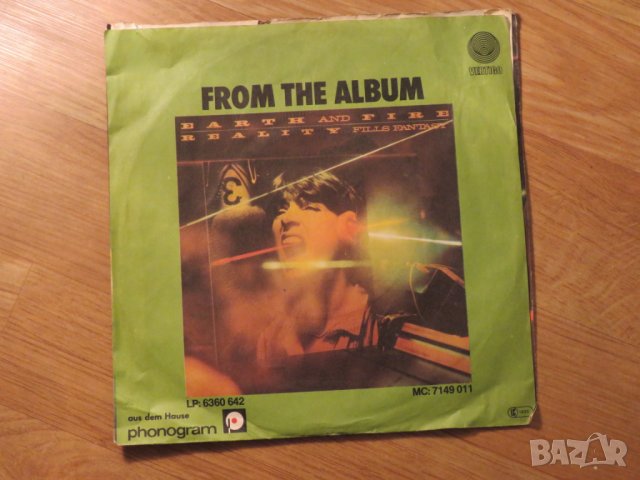 VERTIGO
FROM THE ALBUM
EARTH AND FIRE
REALITY FILLS FANTASY
3
LP: 6360 642
MC: 7149 011
aus dem Hause
phonogram
BAZAR